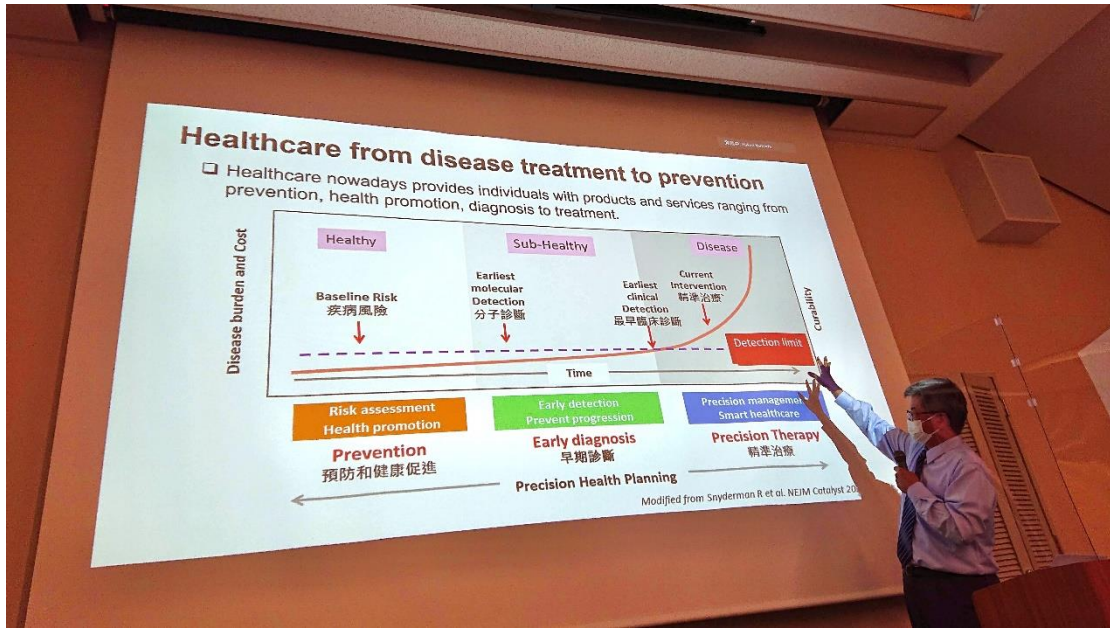 Healthcare from disease treatment to prevention
Healthcare nowadays provides individuals with products and services ranging from
prevention, health promotion, diagnosis to treatment.
Disease burden and Cost
Healthy
Sub-Healthy
Disease
Baseline Risk
疾病風險
Earliest
molecular
Detection
分子診斷
Earliest
clinical
Detection
最早臨床診斷
Current
Intervention
精準治療
Curability
Detection limit
Time
Risk assessment
Health promotion
Early detection
Prevent progression
Precision
Smart healthcare
Prevention
預防和健康促進
Early diagnosis
早期診斷
Precision Therapy
精準治療
Precision Health Planning
Modified from Snyderman R et al. NEJM Catalyst